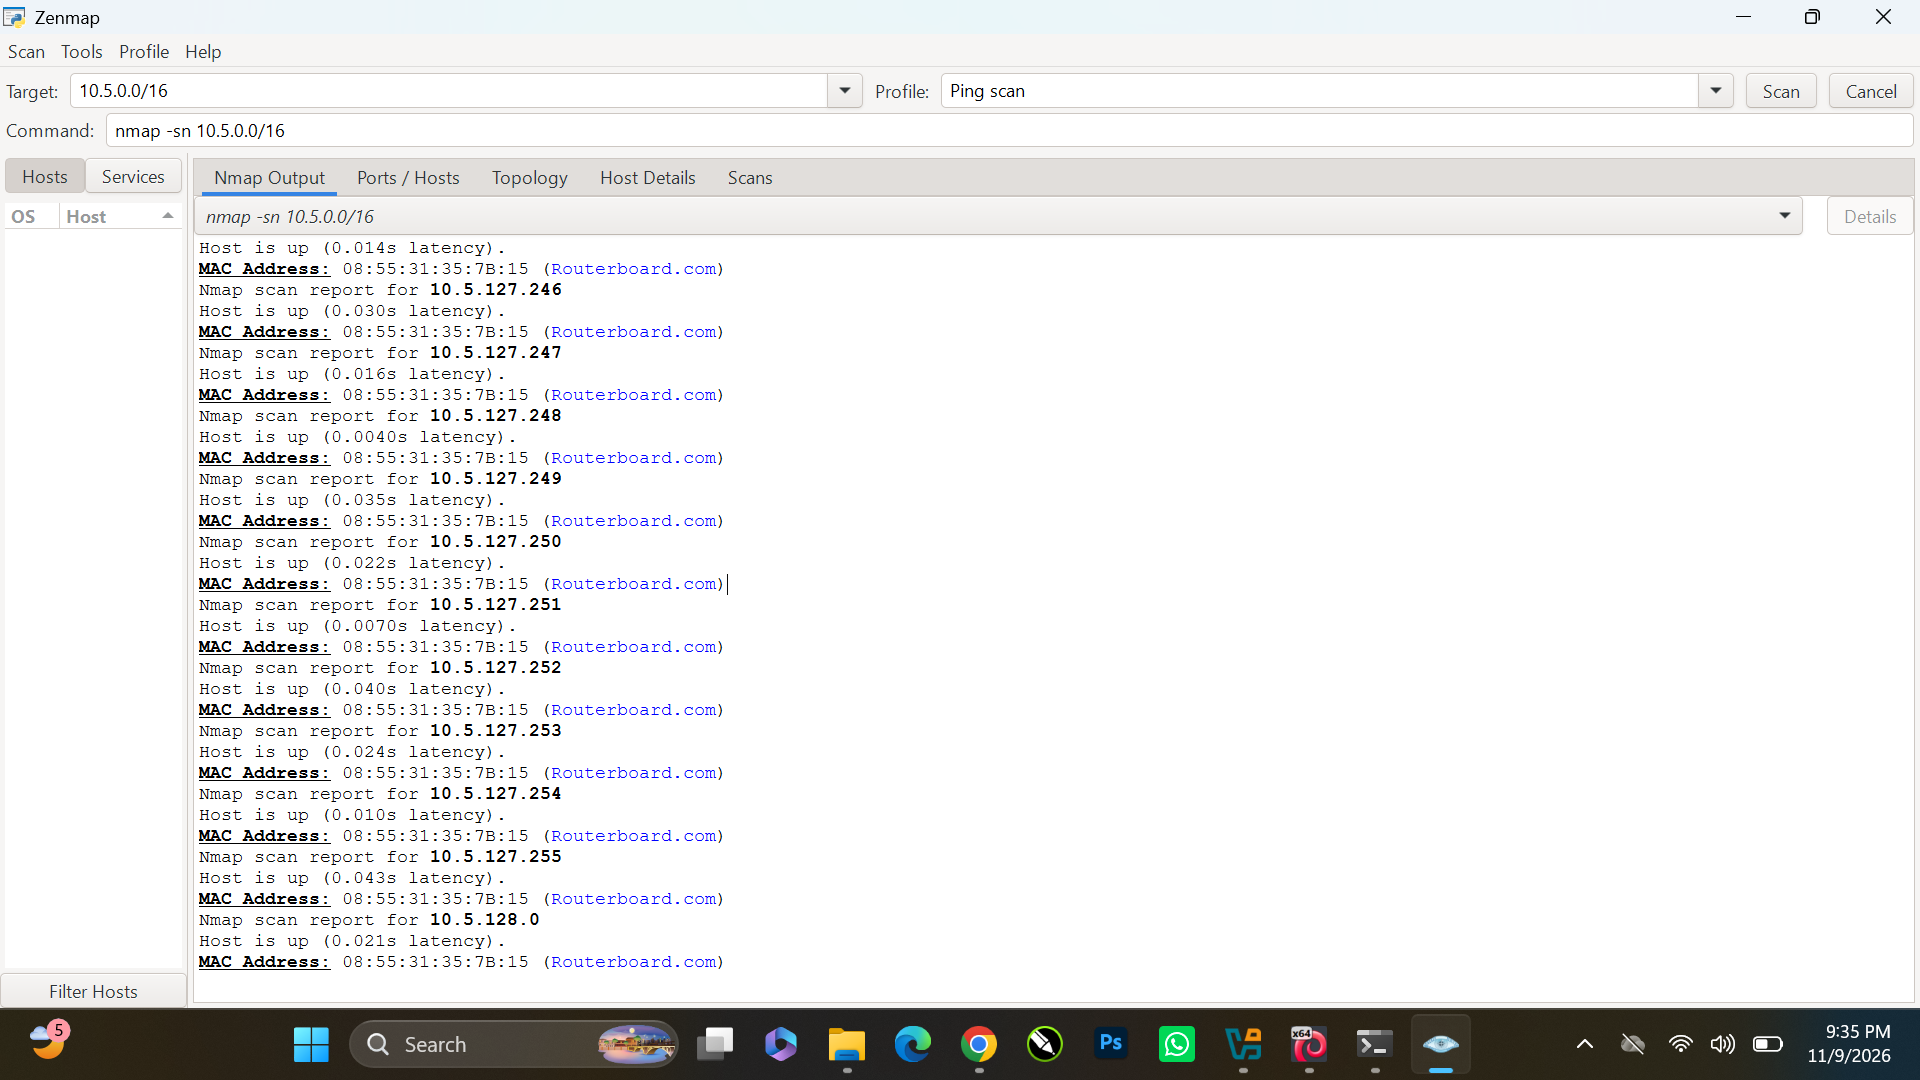 Zenmap
Scan Tools Profile Help
Target: 10.5.0.0/16 Profile: Ping scan Scan Cancel
Command: nmap -sn 10.5.0.0/16
Hosts Services Nmap Output Ports / Hosts Topology Host Details Scans
OS Host nmap -sn 10.5.0.0/16 Details
Host is up (0.014s latency).
MAC Address: 08:55:31:35:7B:15 (Routerboard.com)
Nmap scan report for 10.5.127.246
Host is up (0.030s latency).
MAC Address: 08:55:31:35:7B:15 (Routerboard.com)
Nmap scan report for 10.5.127.247
Host is up (0.016s latency).
MAC Address: 08:55:31:35:7B:15 (Routerboard.com)
Nmap scan report for 10.5.127.248
Host is up (0.0040s latency).
MAC Address: 08:55:31:35:7B:15 (Routerboard.com)
Nmap scan report for 10.5.127.249
Host is up (0.035s latency).
MAC Address: 08:55:31:35:7B:15 (Routerboard.com)
Nmap scan report for 10.5.127.250
Host is up (0.022s latency).
MAC Address: 08:55:31:35:7B:15 (Routerboard.com)
Nmap scan report for 10.5.127.251
Host is up (0.0070s latency).
MAC Address: 08:55:31:35:7B:15 (Routerboard.com)
Nmap scan report for 10.5.127.252
Host is up (0.040s latency).
MAC Address: 08:55:31:35:7B:15 (Routerboard.com)
Nmap scan report for 10.5.127.253
Host is up (0.024s latency).
MAC Address: 08:55:31:35:7B:15 (Routerboard.com)
Nmap scan report for 10.5.127.254
Host is up (0.010s latency).
MAC Address: 08:55:31:35:7B:15 (Routerboard.com)
Nmap scan report for 10.5.127.255
Host is up (0.043s latency).
MAC Address: 08:55:31:35:7B:15 (Routerboard.com)
Nmap scan report for 10.5.128.0
Host is up (0.021s latency).
MAC Address: 08:55:31:35:7B:15 (Routerboard.com)
Filter Hosts
5
Search
Ps
x64
9:35 PM
11/9/2026